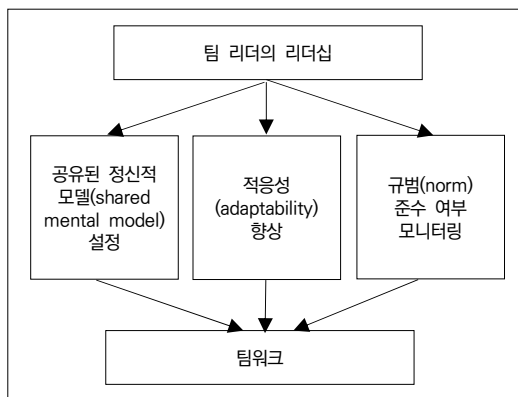 팀 리더의 리더십
공유된 정신적
모델(shared
mental model)
설정
적응성
(adaptability)
향상
규범(norm)
준수 여부
모니터링
팀워크